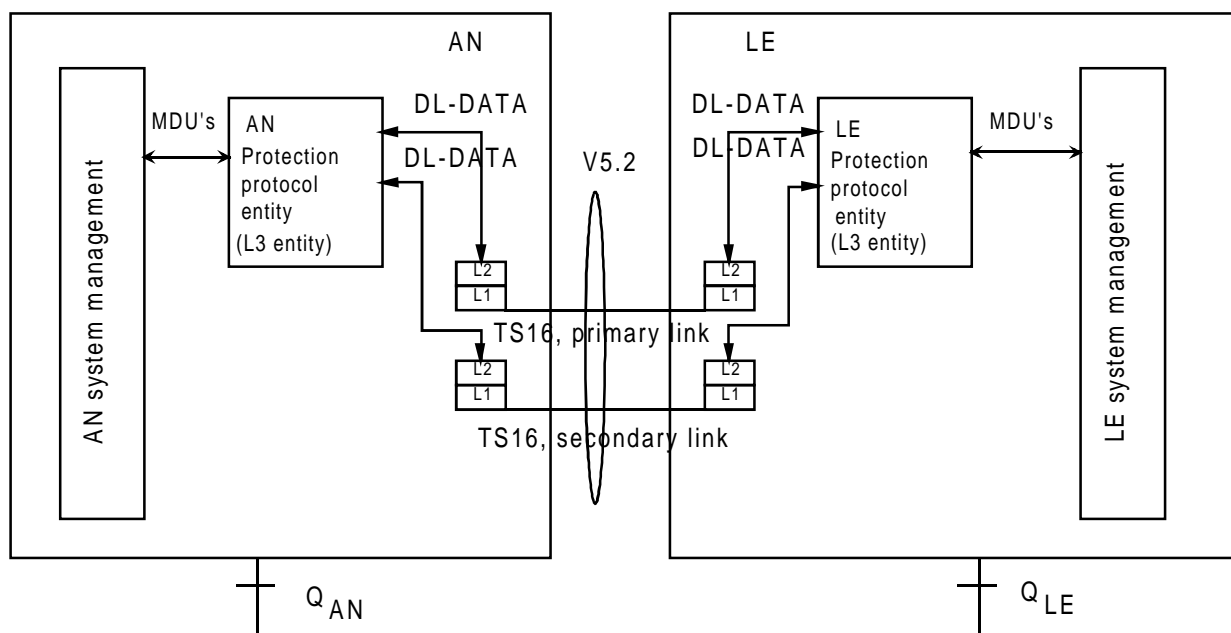 AN
LE
DL-DATA
DL-DATA
DL-DATA
DL-DATA
MDU's
MDU's
AN
Protection
protocol
entity
(L3 entity)
LE
Protection
protocol
entity
(L3 entity)
V5.2
AN system management
LE system management
L2
L1
L2
L1
TS16, primary link
L2
L1
L2
L1
TS16, secondary link
Q AN
Q LE